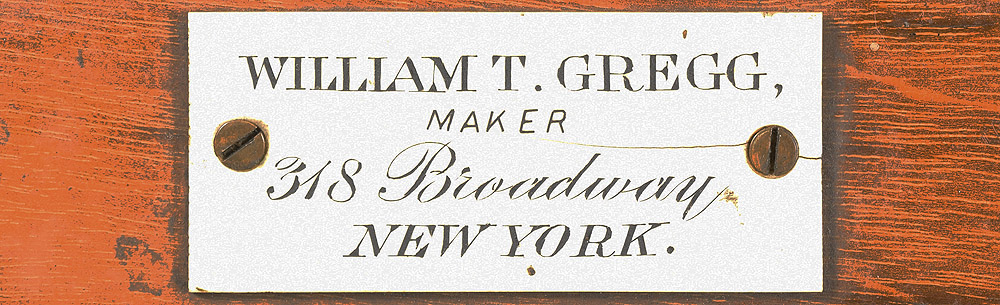 WILLIAM T. GREGG,
MAKER
318 Broadway
NEW YORK.